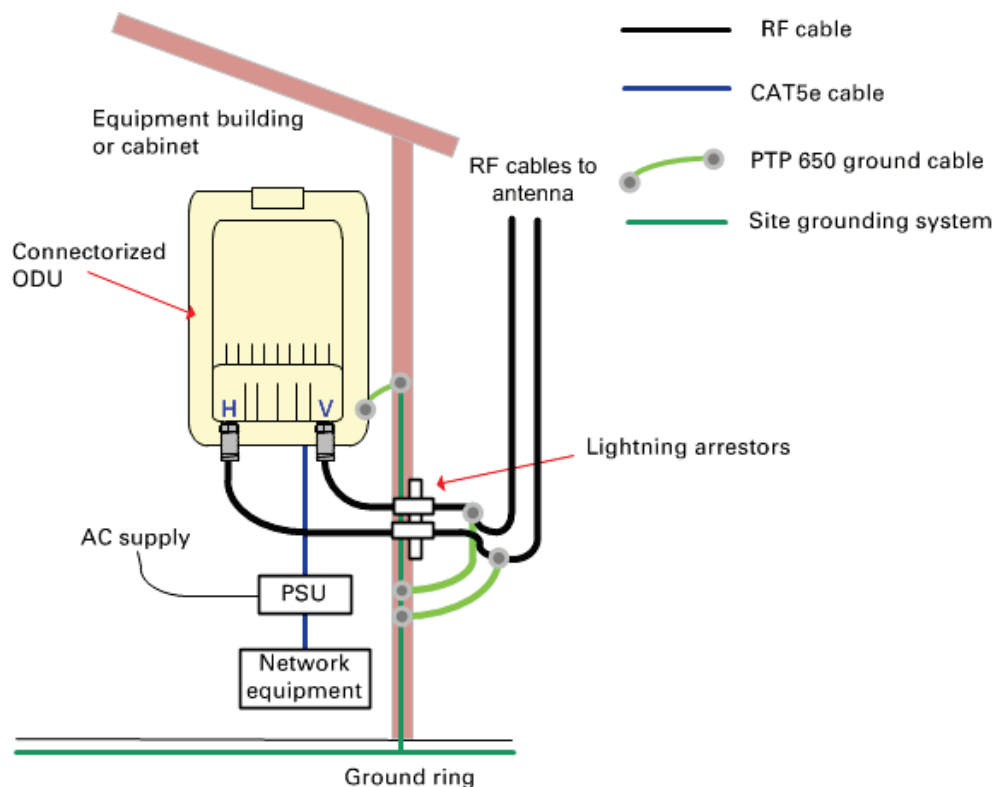 RF cable
Equipment building
or cabinet
CAT5e cable
RF cables to
antenna
PTP 650 ground cable
Site grounding system
Connectorized
ODU
H
V
Lightning arrestors
AC supply
PSU
Network
equipment
Ground ring